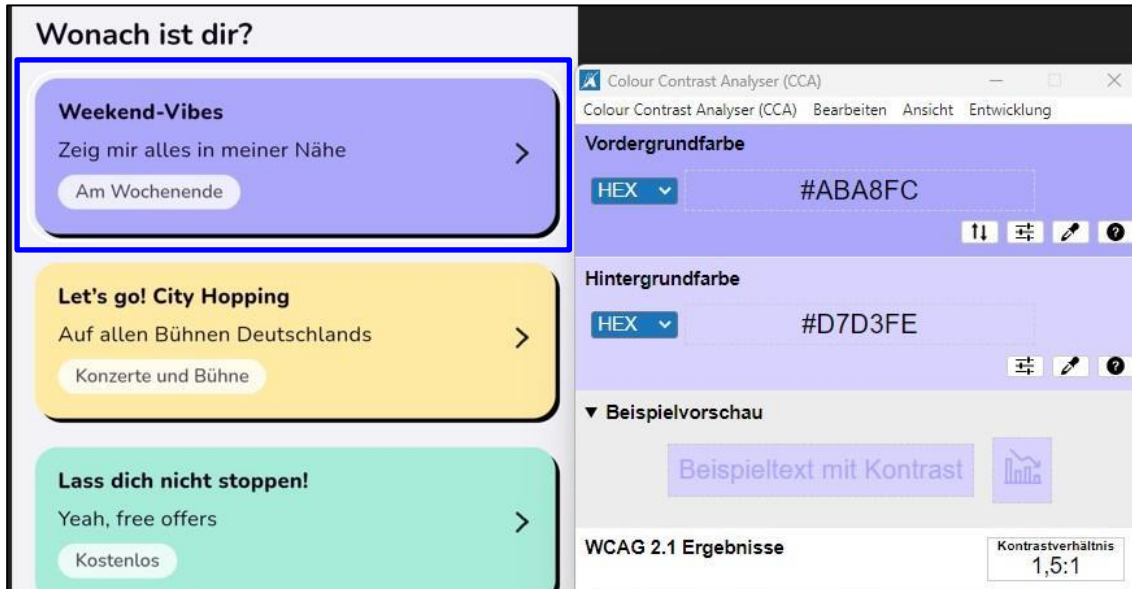 Wonach ist dir?
Weekend-Vibes
Zeig mir alles in meiner Nähe
Am Wochenende
Let's go! City Hopping
Auf allen Bühnen Deutschlands
Konzerte und Bühne
Lass dich nicht stoppen!
Yeah, free offers
Kostenlos
Colour Contrast Analyser (CCA)
Colour Contrast Analyser (CCA) Bearbeiten Ansicht Entwicklung
Vordergrundfarbe
HEX #ABA8FC
Hintergrundfarbe
HEX #D7D3FE
▼ Beispielvorschau
Beispieltext mit Kontrast
WCAG 2.1 Ergebnisse
Kontrastverhältnis
1,5:1